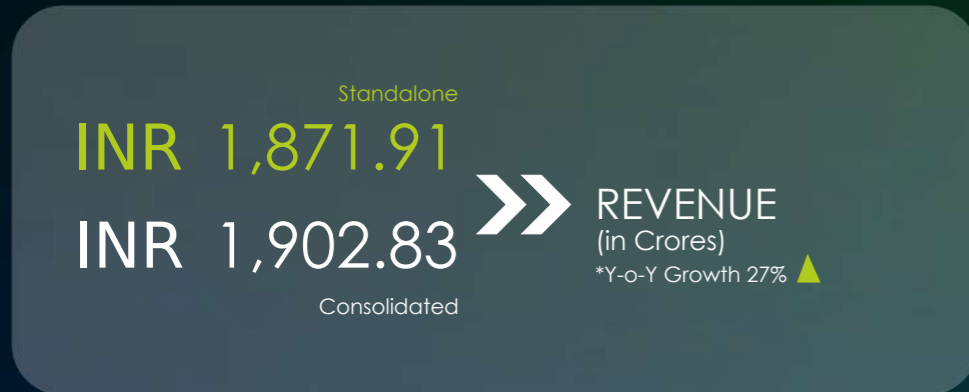 Standalone
INR 1,871.91
INR 1,902.83
Consolidated
REVENUE
(in Crores)
*Y-o-Y Growth 27%